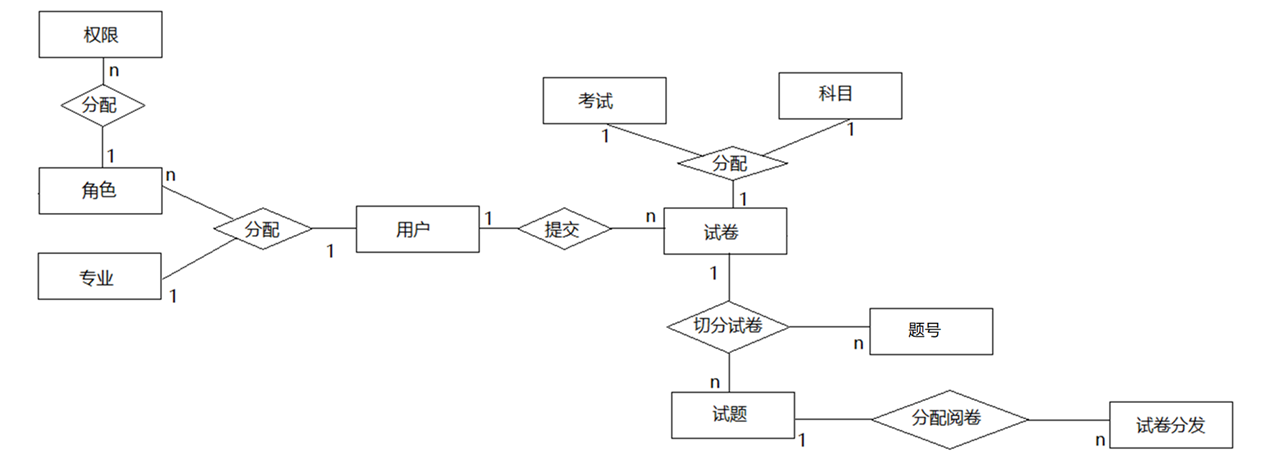 权限
n
分配
1
角色
n
专业
1
分配
1
用户
1
提交
n
试卷
考试
1
科目
1
分配
1
1
切分试卷
n
题号
n
试题
1
分配阅卷
n
试卷分发